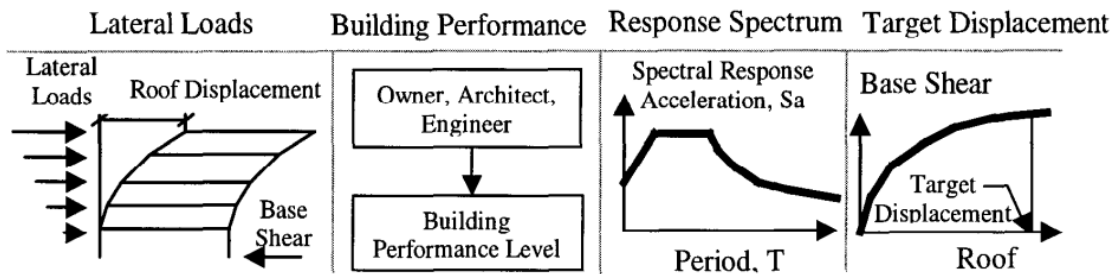 Lateral Loads
Building Performance
Response Spectrum
Target Displacement
Lateral
Loads
Roof Displacement
Base
Shear
Owner, Architect,
Engineer
Building
Performance Level
Spectral Response
Acceleration, Sa
Period, T
Base Shear
Target
Displacement
Roof